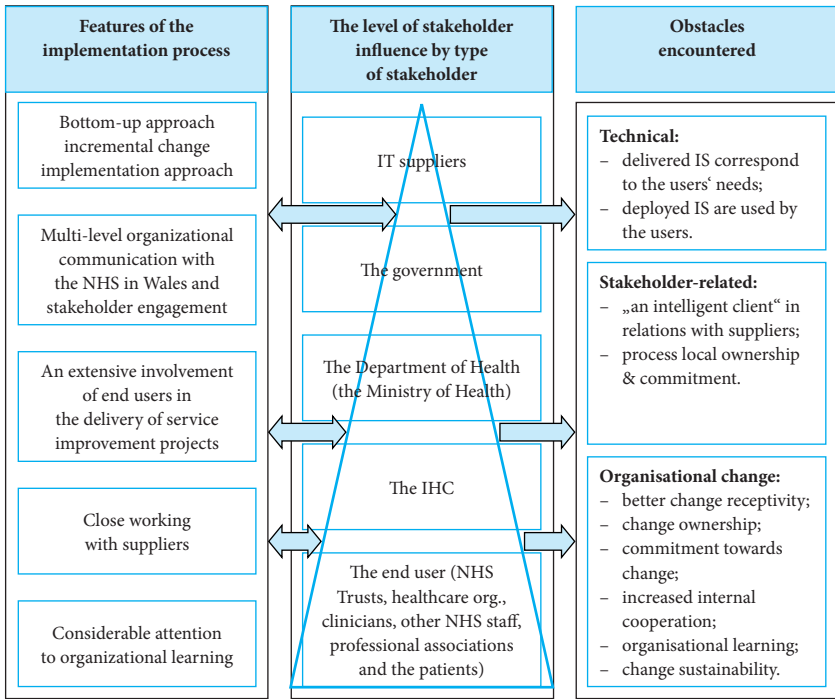 Features of the
implementation process
Bottom-up approach
incremental change
implementation approach
Multi-level organizational
communication with
the NHS in Wales and
stakeholder engagement
An extensive involvement
of end users in
the delivery of service
improvement projects
Close working
with suppliers
Considerable attention
to organizational learning
The level of stakeholder
influence by type
of stakeholder
IT suppliers
The government
The Department of Health
(the Ministry of Health)
The IHC
The end user (NHS
Trusts, healthcare org.,
clinicians, other NHS staff,
professional associations
and the patients)
Obstacles
encountered
Technical:
– delivered IS correspond
to the users‘ needs;
– deployed IS are used by
the users.
Stakeholder-related:
– „an intelligent client“ in
relations with suppliers;
– process local ownership
& commitment.
Organisational change:
– better change receptivity;
– change ownership;
– commitment towards
change;
– increased internal
cooperation;
– organisational learning;
– change sustainability.